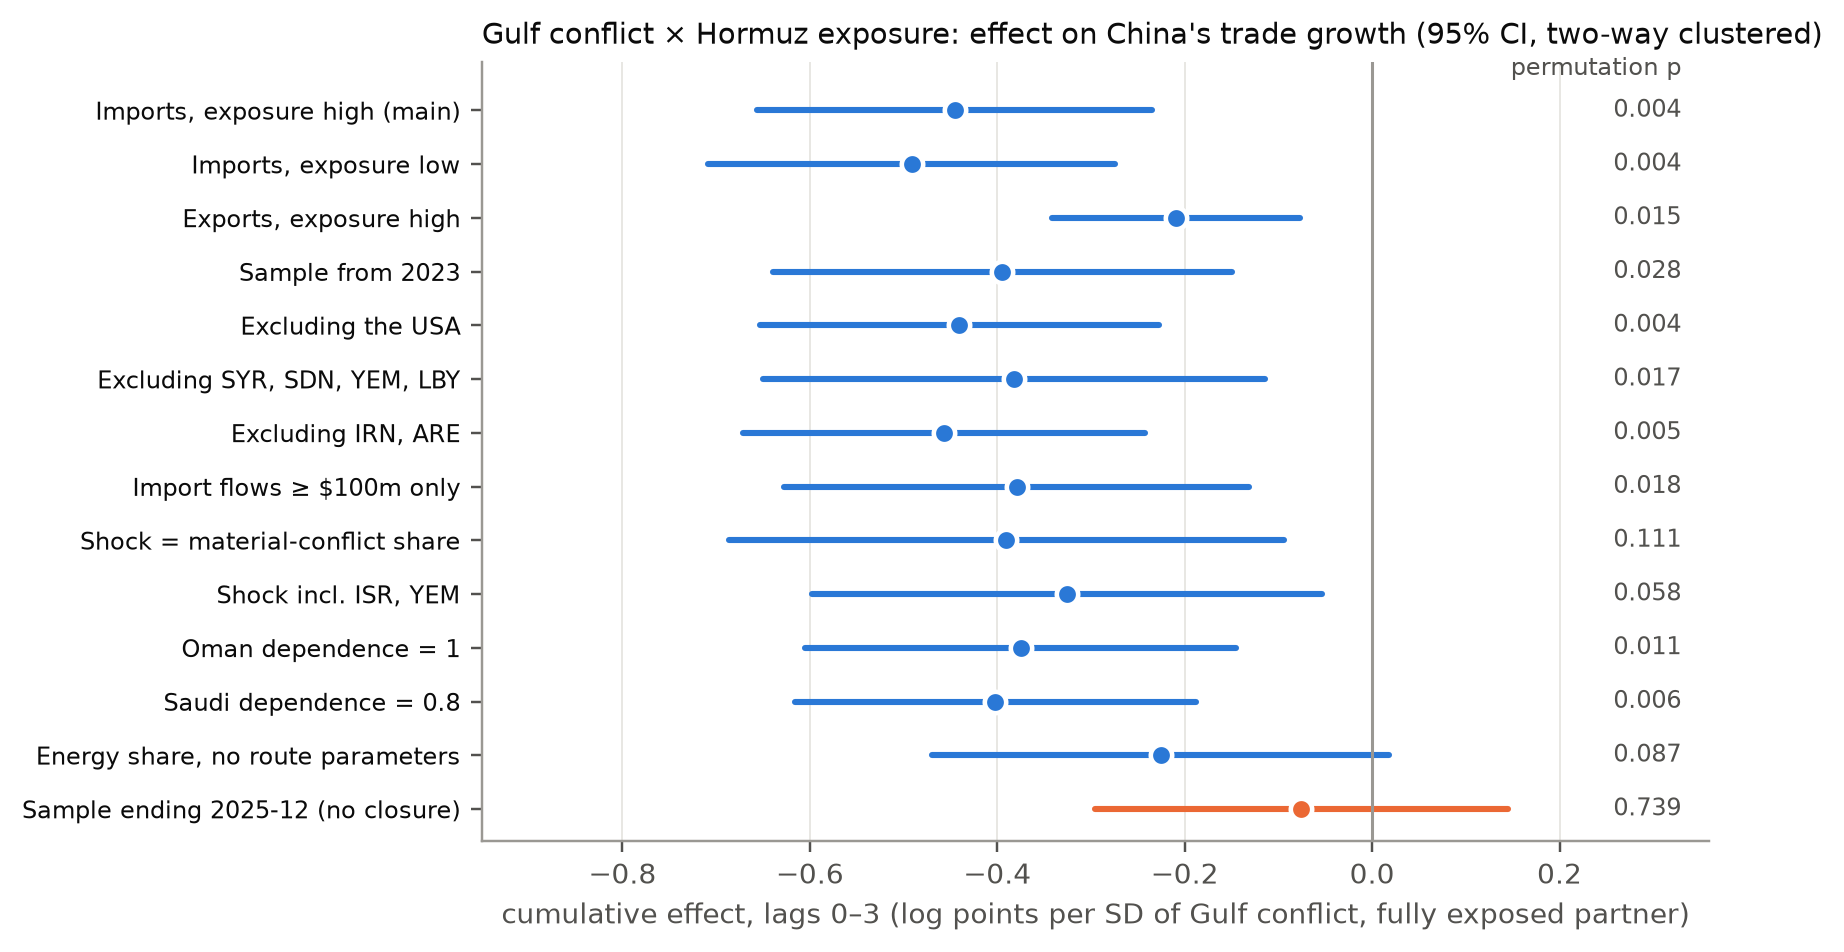 Gulf conflict × Hormuz exposure: effect on China's trade growth (95% CI, two-way clustered)
permutation p
Imports, exposure high (main) 0.004
Imports, exposure low 0.004
Exports, exposure high 0.015
Sample from 2023 0.028
Excluding the USA 0.004
Excluding SYR, SDN, YEM, LBY 0.017
Excluding IRN, ARE 0.005
Import flows ≥ $100m only 0.018
Shock = material-conflict share 0.111
Shock incl. ISR, YEM 0.058
Oman dependence = 1 0.011
Saudi dependence = 0.8 0.006
Energy share, no route parameters 0.087
Sample ending 2025-12 (no closure) 0.739
−0.8 −0.6 −0.4 −0.2 0.0 0.2
cumulative effect, lags 0–3 (log points per SD of Gulf conflict, fully exposed partner)